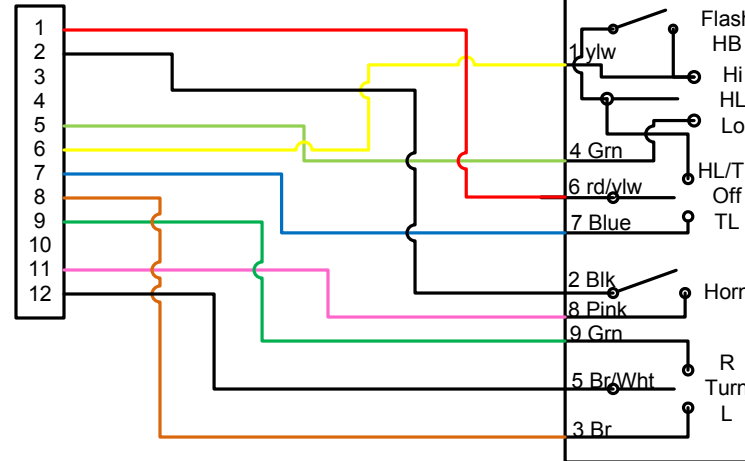 1
2
3
4
5
6
7
8
9
10
11
12
1 ylw
4 Grn
6 rd/ylw
7 Blue
2 Blk
8 Pink
9 Grn
5 Br/Wht
3 Br
Flash
HB
Hi
HL
Lo
HL/T
Off
TL
Horn
R
Turn
L